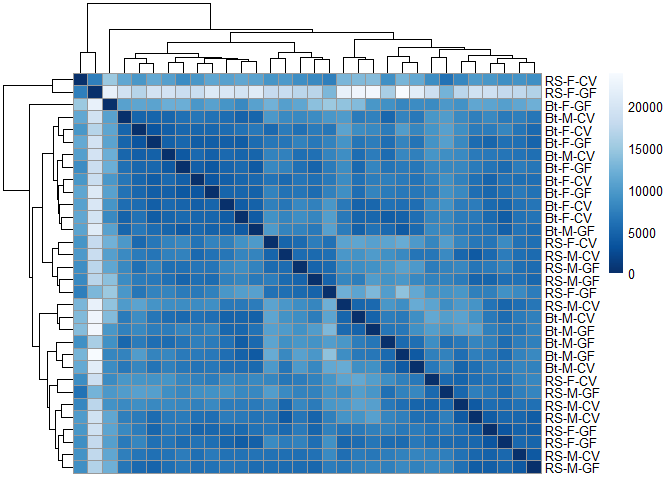 RS-F-CV
RS-F-GF
Bt-F-GF
Bt-M-CV
Bt-F-CV
Bt-F-GF
Bt-M-CV
Bt-F-GF
Bt-F-CV
Bt-F-GF
Bt-F-CV
Bt-F-CV
Bt-M-GF
RS-F-CV
RS-M-CV
RS-M-GF
RS-M-GF
RS-F-GF
RS-M-CV
Bt-M-CV
Bt-M-GF
Bt-M-GF
Bt-M-GF
Bt-M-CV
RS-F-CV
RS-M-GF
RS-M-CV
RS-M-CV
RS-F-GF
RS-F-GF
RS-M-CV
RS-M-GF
20000
15000
10000
5000
0